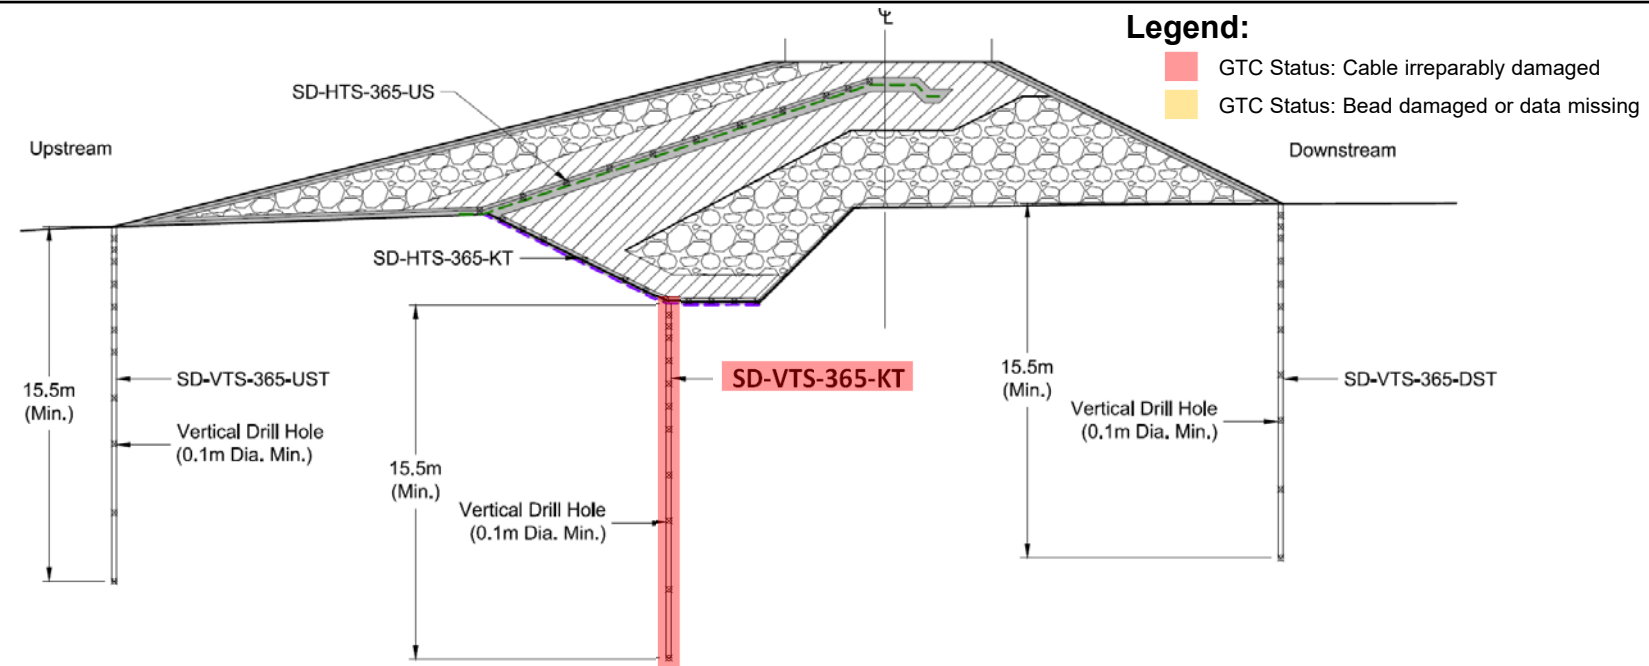 ℄
Legend:
GTC Status: Cable irreparably damaged
GTC Status: Bead damaged or data missing
SD-HTS-365-US
Upstream
Downstream
SD-HTS-365-KT
15.5m
(Min.)
SD-VTS-365-UST
Vertical Drill Hole
(0.1m Dia. Min.)
15.5m
(Min.)
Vertical Drill Hole
(0.1m Dia. Min.)
SD-VTS-365-KT
15.5m
(Min.)
Vertical Drill Hole
(0.1m Dia. Min.)
SD-VTS-365-DST